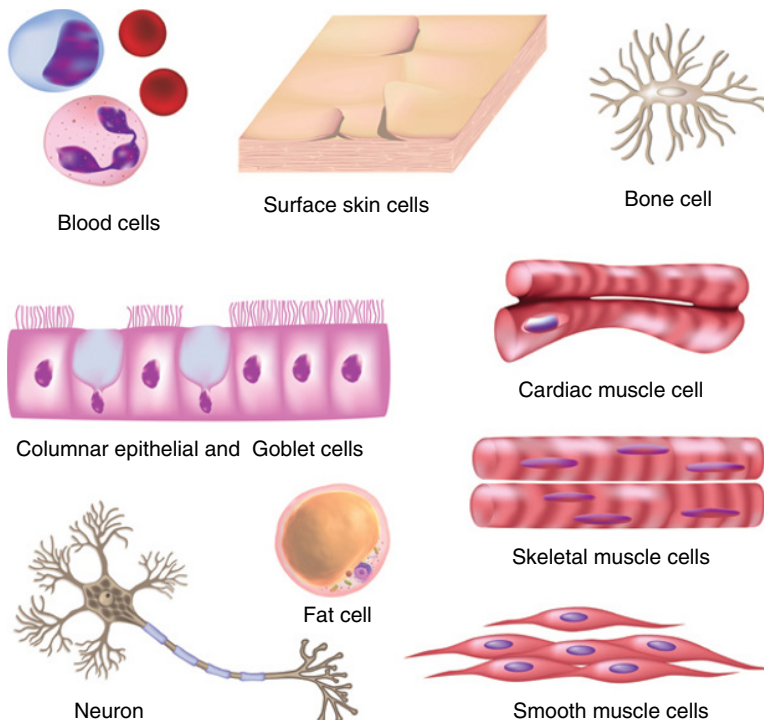 Blood cells
Surface skin cells
Bone cell
Cardiac muscle cell
Columnar epithelial and Goblet cells
Skeletal muscle cells
Fat cell
Neuron
Smooth muscle cells